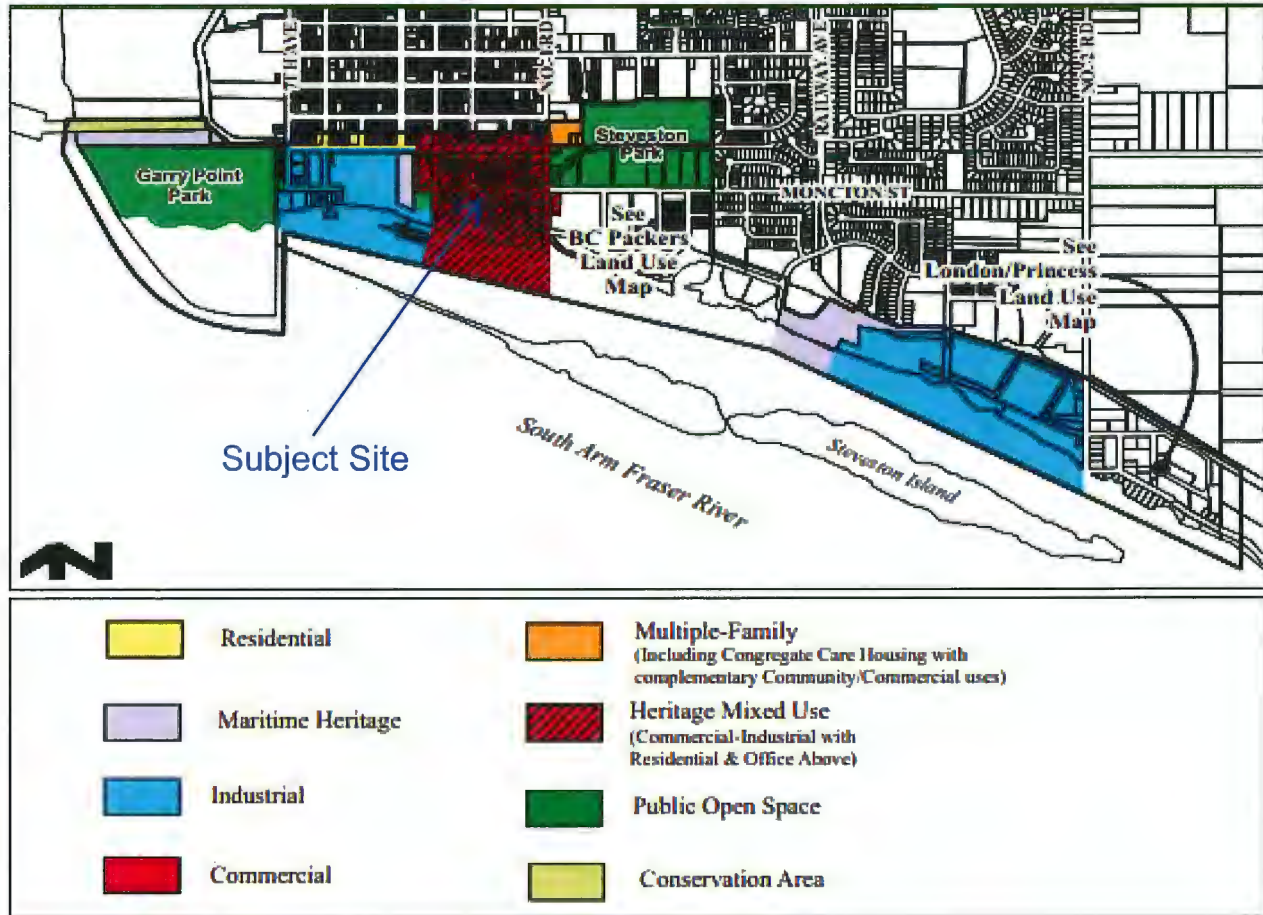 7TH AVE
NO. 1 RD
RAILWAY AVE
NO. 2 RD
Steveston
Park
Garry Point
Park
MONCTON ST
See
BC Packers
Land Use
Map
See
London/Princess
Land Use
Map
Subject Site
South Arm Fraser River
Steveston Island
N
Residential
Maritime Heritage
Industrial
Commercial
Multiple-Family
(Including Congregate Care Housing with
complementary Community/Commercial uses)
Heritage Mixed Use
(Commercial-Industrial with
Residential & Office Above)
Public Open Space
Conservation Area